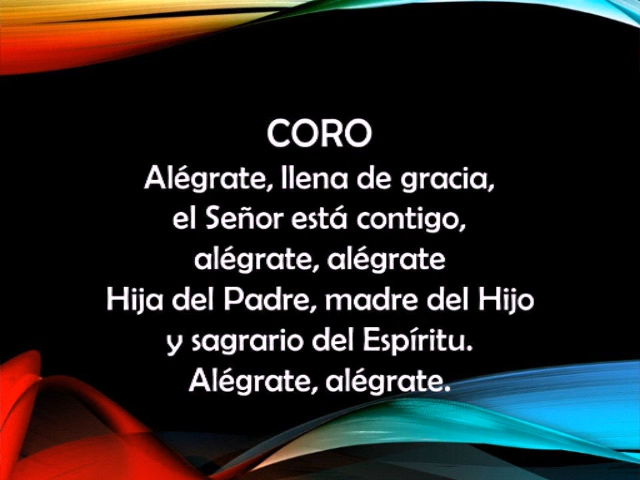 CORO
Alégrate, llena de gracia,
el Señor está contigo,
alégrate, alégrate
Hija del Padre, madre del Hijo
y sagrario del Espíritu.
Alégrate, alégrate.